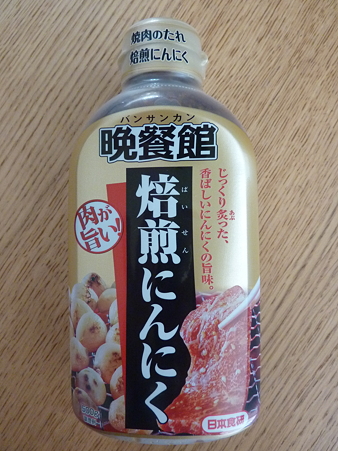 焼肉のたれ
焙煎にんにく
バンサンカン
晩餐館
じっくり炙った、
香ばしいにんにくの旨味。
肉が
旨い!
焙煎にんにく
ばいせん
日本食研